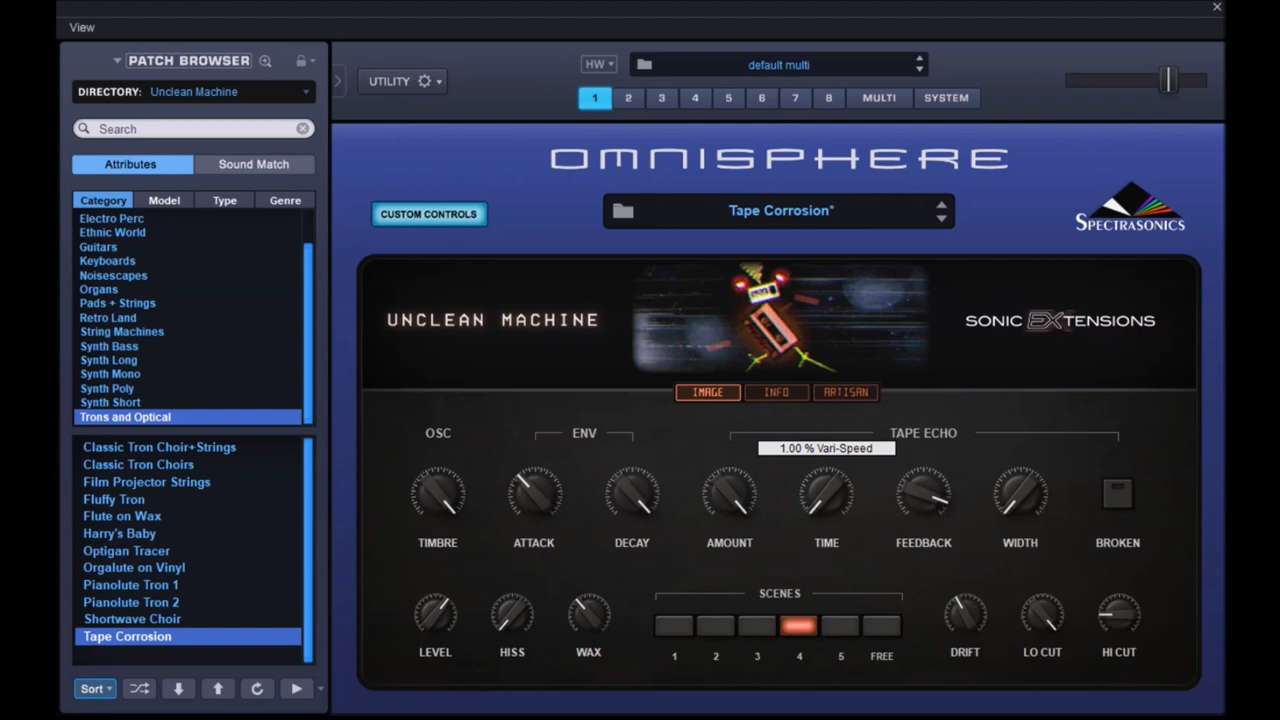 View
PATCH BROWSER
DIRECTORY: Unclean Machine
Search
Attributes Sound Match
Category Model Type Genre
Electro Perc
Ethnic World
Guitars
Keyboards
Noisescapes
Organs
Pads + Strings
Retro Land
String Machines
Synth Bass
Synth Long
Synth Mono
Synth Poly
Synth Short
Trons and Optical
Classic Tron Choir+Strings
Classic Tron Choirs
Film Projector Strings
Fluffy Tron
Flute on Wax
Harry's Baby
Optigan Tracer
Orgalute on Vinyl
Pianolute Tron 1
Pianolute Tron 2
Shortwave Choir
Tape Corrosion
Sort
UTILITY
HW
default multi
1 2 3 4 5 6 7 8 MULTI SYSTEM
OMNISPHERE
CUSTOM CONTROLS
Tape Corrosion*
SPECTRASONICS
UNCLEAN MACHINE
SONIC EXTENSIONS
IMAGE INFO ARTISAN
OSC ENV TAPE ECHO
1.00 % Vari-Speed
TIMBRE ATTACK DECAY AMOUNT TIME FEEDBACK WIDTH BROKEN
SCENES
LEVEL HISS WAX 1 2 3 4 5 FREE DRIFT LO CUT HI CUT